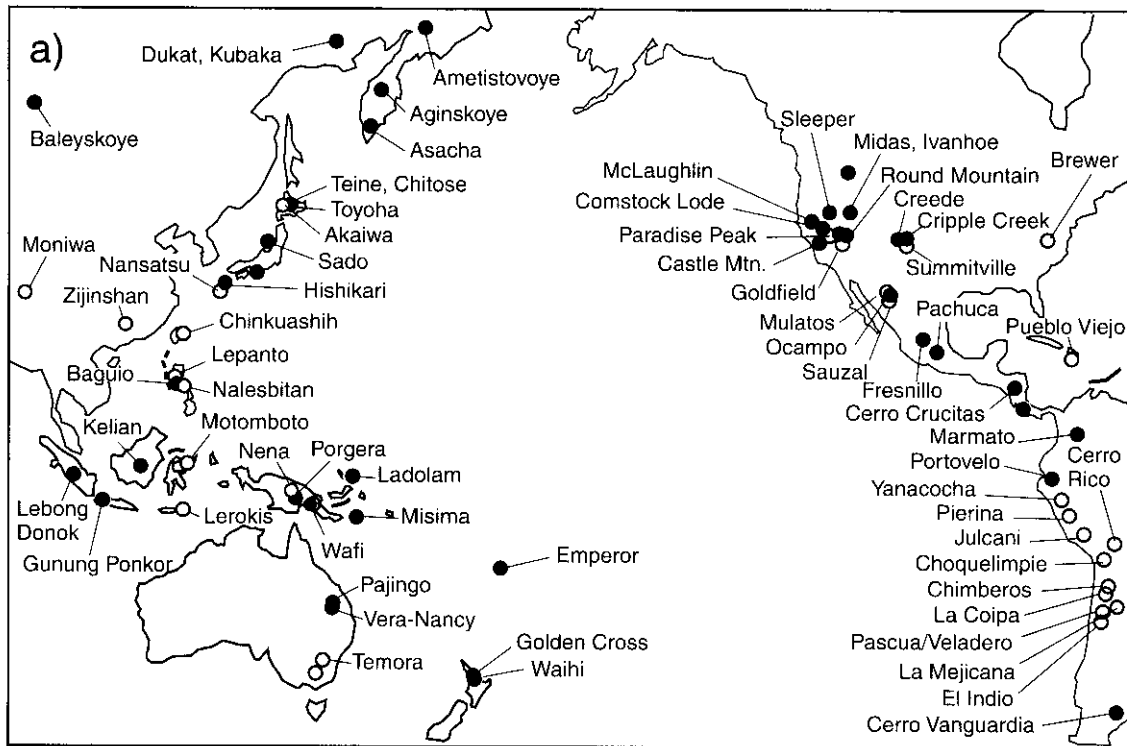 a)
Dukat, Kubaka
Ametistovoye
Aginskoye
Baleyskoye
Asacha
Teine, Chitose
Toyoha
Akaiwa
Moniwa
Sado
Nansatsu
Hishikari
Zijinshan
Chinkuashih
Lepanto
Baguio
Nalesbitan
Motomboto
Kelian
Nena
Porgera
Ladolam
Lebong
Donok
Lerokis
Misima
Wafi
Gunung Ponkor
Emperor
Pajingo
Vera-Nancy
Golden Cross
Temora
Waihi
Sleeper
Midas, Ivanhoe
McLaughlin
Round Mountain
Brewer
Comstock Lode
Creede
Cripple Creek
Paradise Peak
Castle Mtn.
Summitville
Goldfield
Mulatos
Pachuca
Pueblo Viejo
Ocampo
Sauzal
Fresnillo
Cerro Crucitas
Marmato
Cerro
Rico
Portovelo
Yanacocha
Pierina
Julcani
Choquelimpie
Chimberos
La Coipa
Pascua/Veladero
La Mejicana
El Indio
Cerro Vanguardia